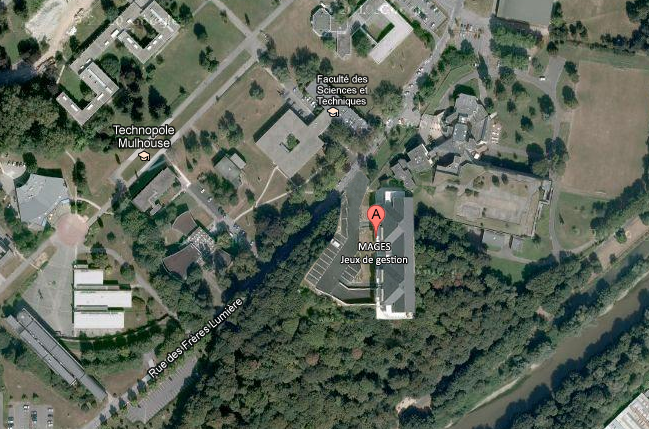 Faculté des
Sciences et
Techniques
Technopole
Mulhouse
A
MAGES
Jeux de gestion
Rue des Frères Lumière